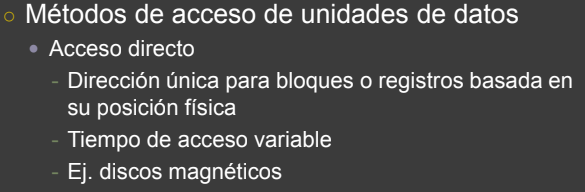 ○ Métodos de acceso de unidades de datos
• Acceso directo
- Dirección única para bloques o registros basada en
su posición física
- Tiempo de acceso variable
- Ej. discos magnéticos